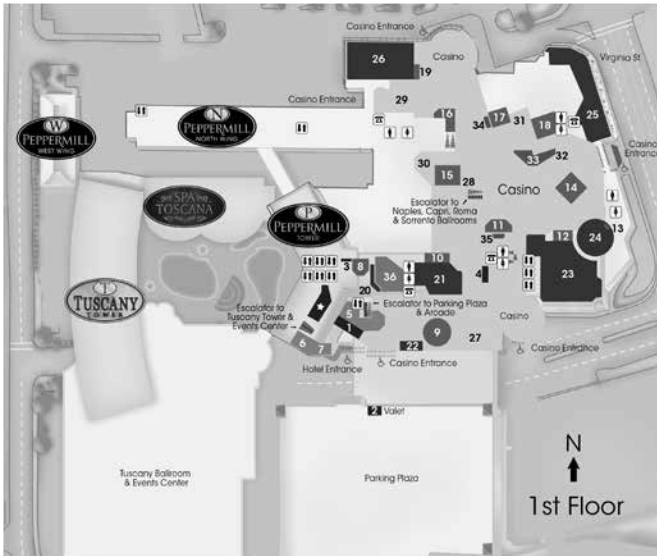 Casino Entrance
Casino
Virginia St
26
19
Casino Entrance
29
16
34
17
31
18
25
W
PEPPERMILL
WEST WING
N
PEPPERMILL
NORTH WING
30
15
28
33
32
Casino
Entrance
Escalator to
Naples, Capri, Roma
& Sorrento Ballrooms
Casino
14
SPA
TOSCANA
P
PEPPERMILL
TOWER
11
35
12
24
13
3
8
36
10
21
4
23
T
TUSCANY
TOWER
20
Escalator to
Tuscany Tower &
Events Center
Escalator to Parking Plaza
& Arcade
5
1
9
27
Casino
6
7
22
Hotel Entrance
Casino Entrance
Casino Entrance
2
Valet
Tuscany Ballroom
& Events Center
Parking Plaza
N
1st Floor